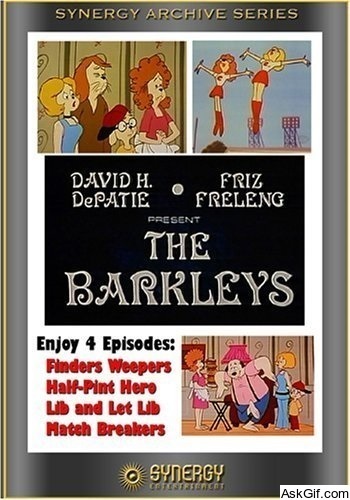 SYNERGY ARCHIVE SERIES
DAVID H. DePATIE • FRIZ FRELENG
PRESENT
THE
BARKLEYS
Enjoy 4 Episodes:
Finders Weepers
Half-Pint Hero
Lib and Let Lib
Match Breakers
SYNERGY
ENTERTAINMENT
AskGif.com